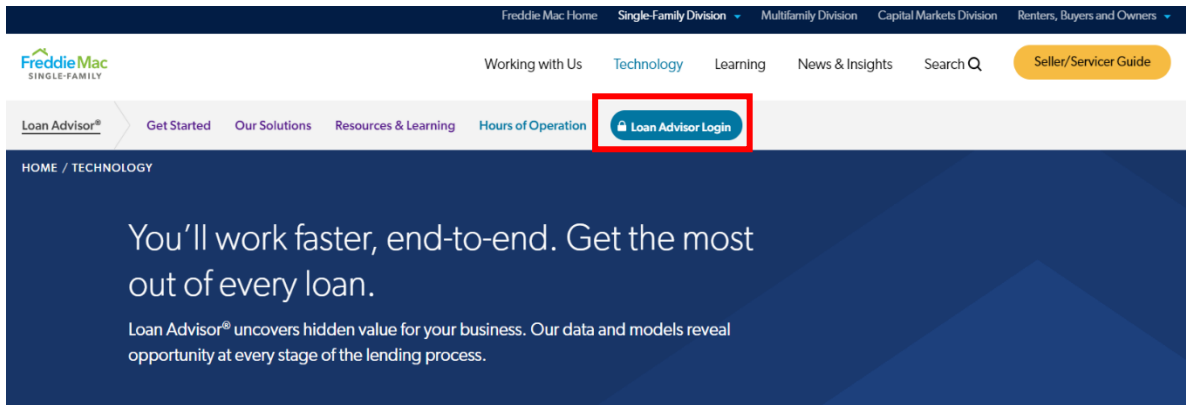 Freddie Mac Home Single-Family Division Multifamily Division Capital Markets Division Renters, Buyers and Owners
Freddie Mac
SINGLE-FAMILY
Working with Us Technology Learning News & Insights Search Seller/Servicer Guide
Loan Advisor® Get Started Our Solutions Resources & Learning Hours of Operation Loan Advisor Login
HOME / TECHNOLOGY
You’ll work faster, end-to-end. Get the most
out of every loan.
Loan Advisor® uncovers hidden value for your business. Our data and models reveal
opportunity at every stage of the lending process.